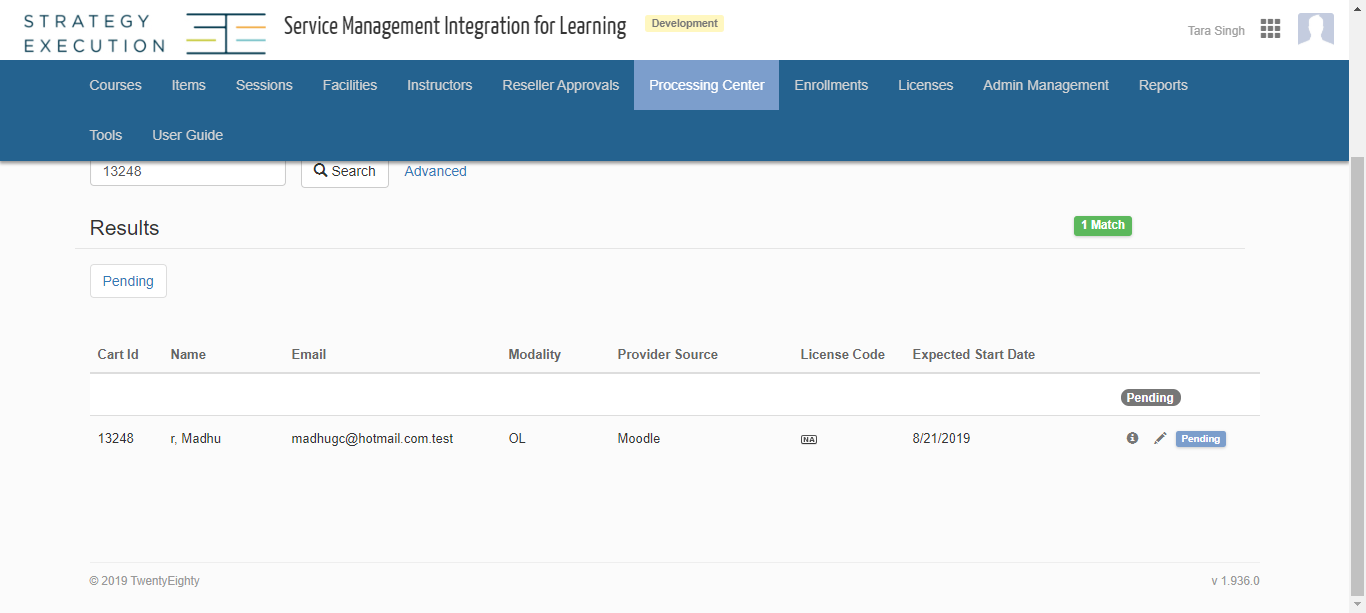 STRATEGY
EXECUTION
Service Management Integration for Learning
Development
Tara Singh
Courses Items Sessions Facilities Instructors Reseller Approvals Processing Center Enrollments Licenses Admin Management Reports
Tools User Guide
13248 Search Advanced
Results 1 Match
Pending
Cart Id Name Email Modality Provider Source License Code Expected Start Date
Pending
13248 r, Madhu madhugc@hotmail.com.test OL Moodle NA 8/21/2019 Pending
© 2019 TwentyEighty v 1.936.0